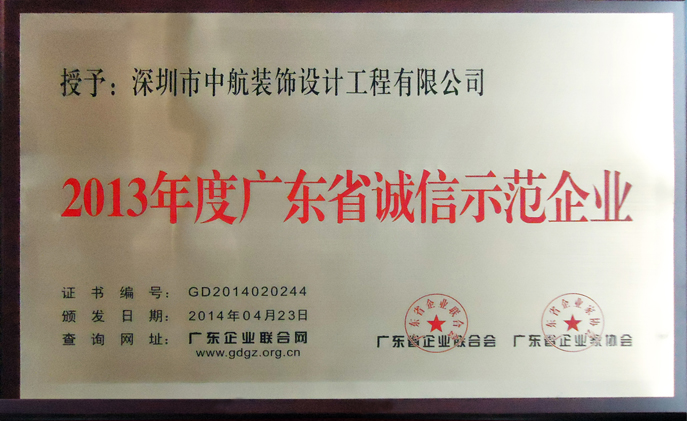 授予：深圳市中航装饰设计工程有限公司
2013年度广东省诚信示范企业
证书编号：GD2014020244
颁发日期：2014年04月23日
查询网址：广东企业联合网
www.gdgz.org.cn
广东省企业联合会
广东省企业家协会